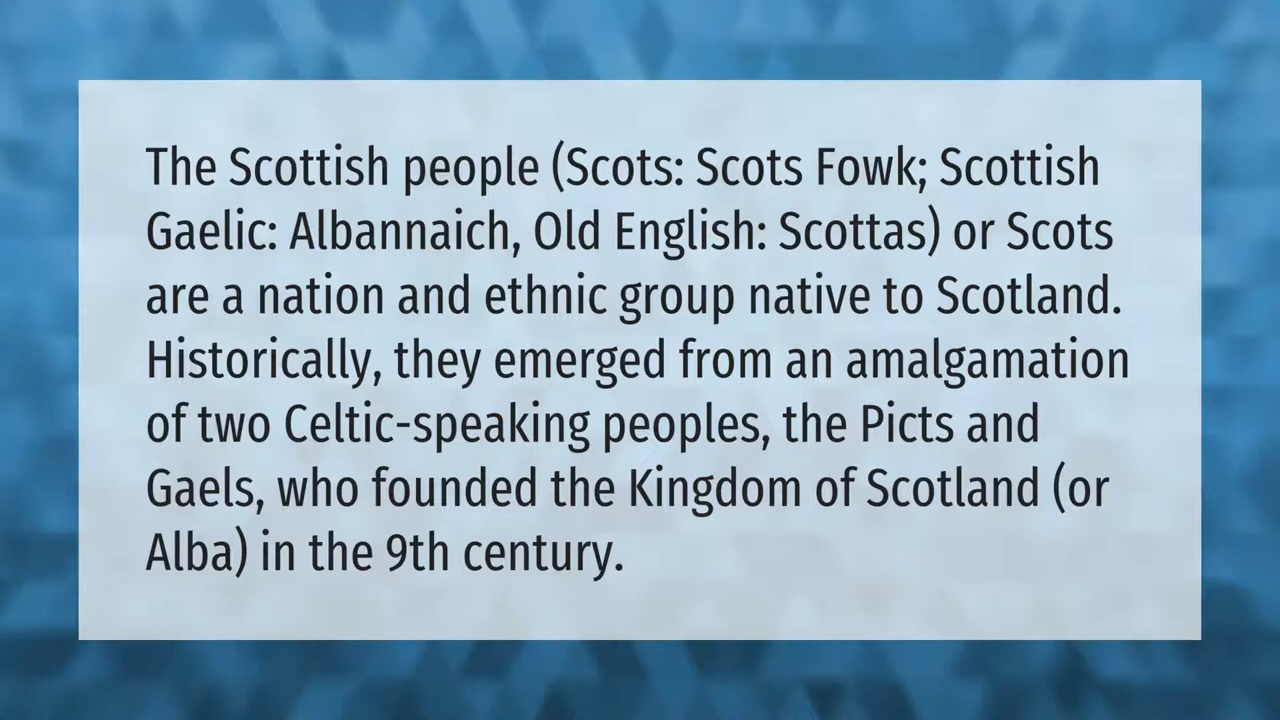 The Scottish people (Scots: Scots Fowk; Scottish
Gaelic: Albannaich, Old English: Scottas) or Scots
are a nation and ethnic group native to Scotland.
Historically, they emerged from an amalgamation
of two Celtic-speaking peoples, the Picts and
Gaels, who founded the Kingdom of Scotland (or
Alba) in the 9th century.